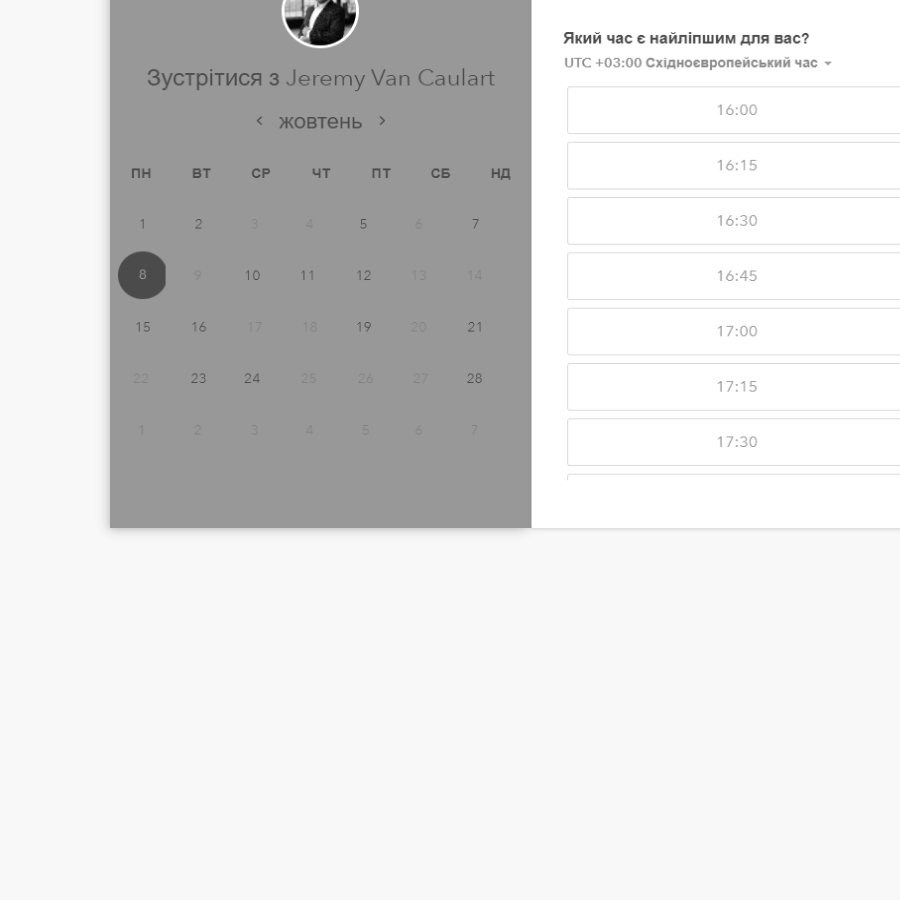 Зустрітися з Jeremy Van Caulart
жовтень
ПН ВТ СР ЧТ ПТ СБ НД
1 2 3 4 5 6 7
8 9 10 11 12 13 14
15 16 17 18 19 20 21
22 23 24 25 26 27 28
1 2 3 4 5 6 7
Який час є найліпшим для вас?
UTC +03:00 Східноєвропейський час
16:00
16:15
16:30
16:45
17:00
17:15
17:30